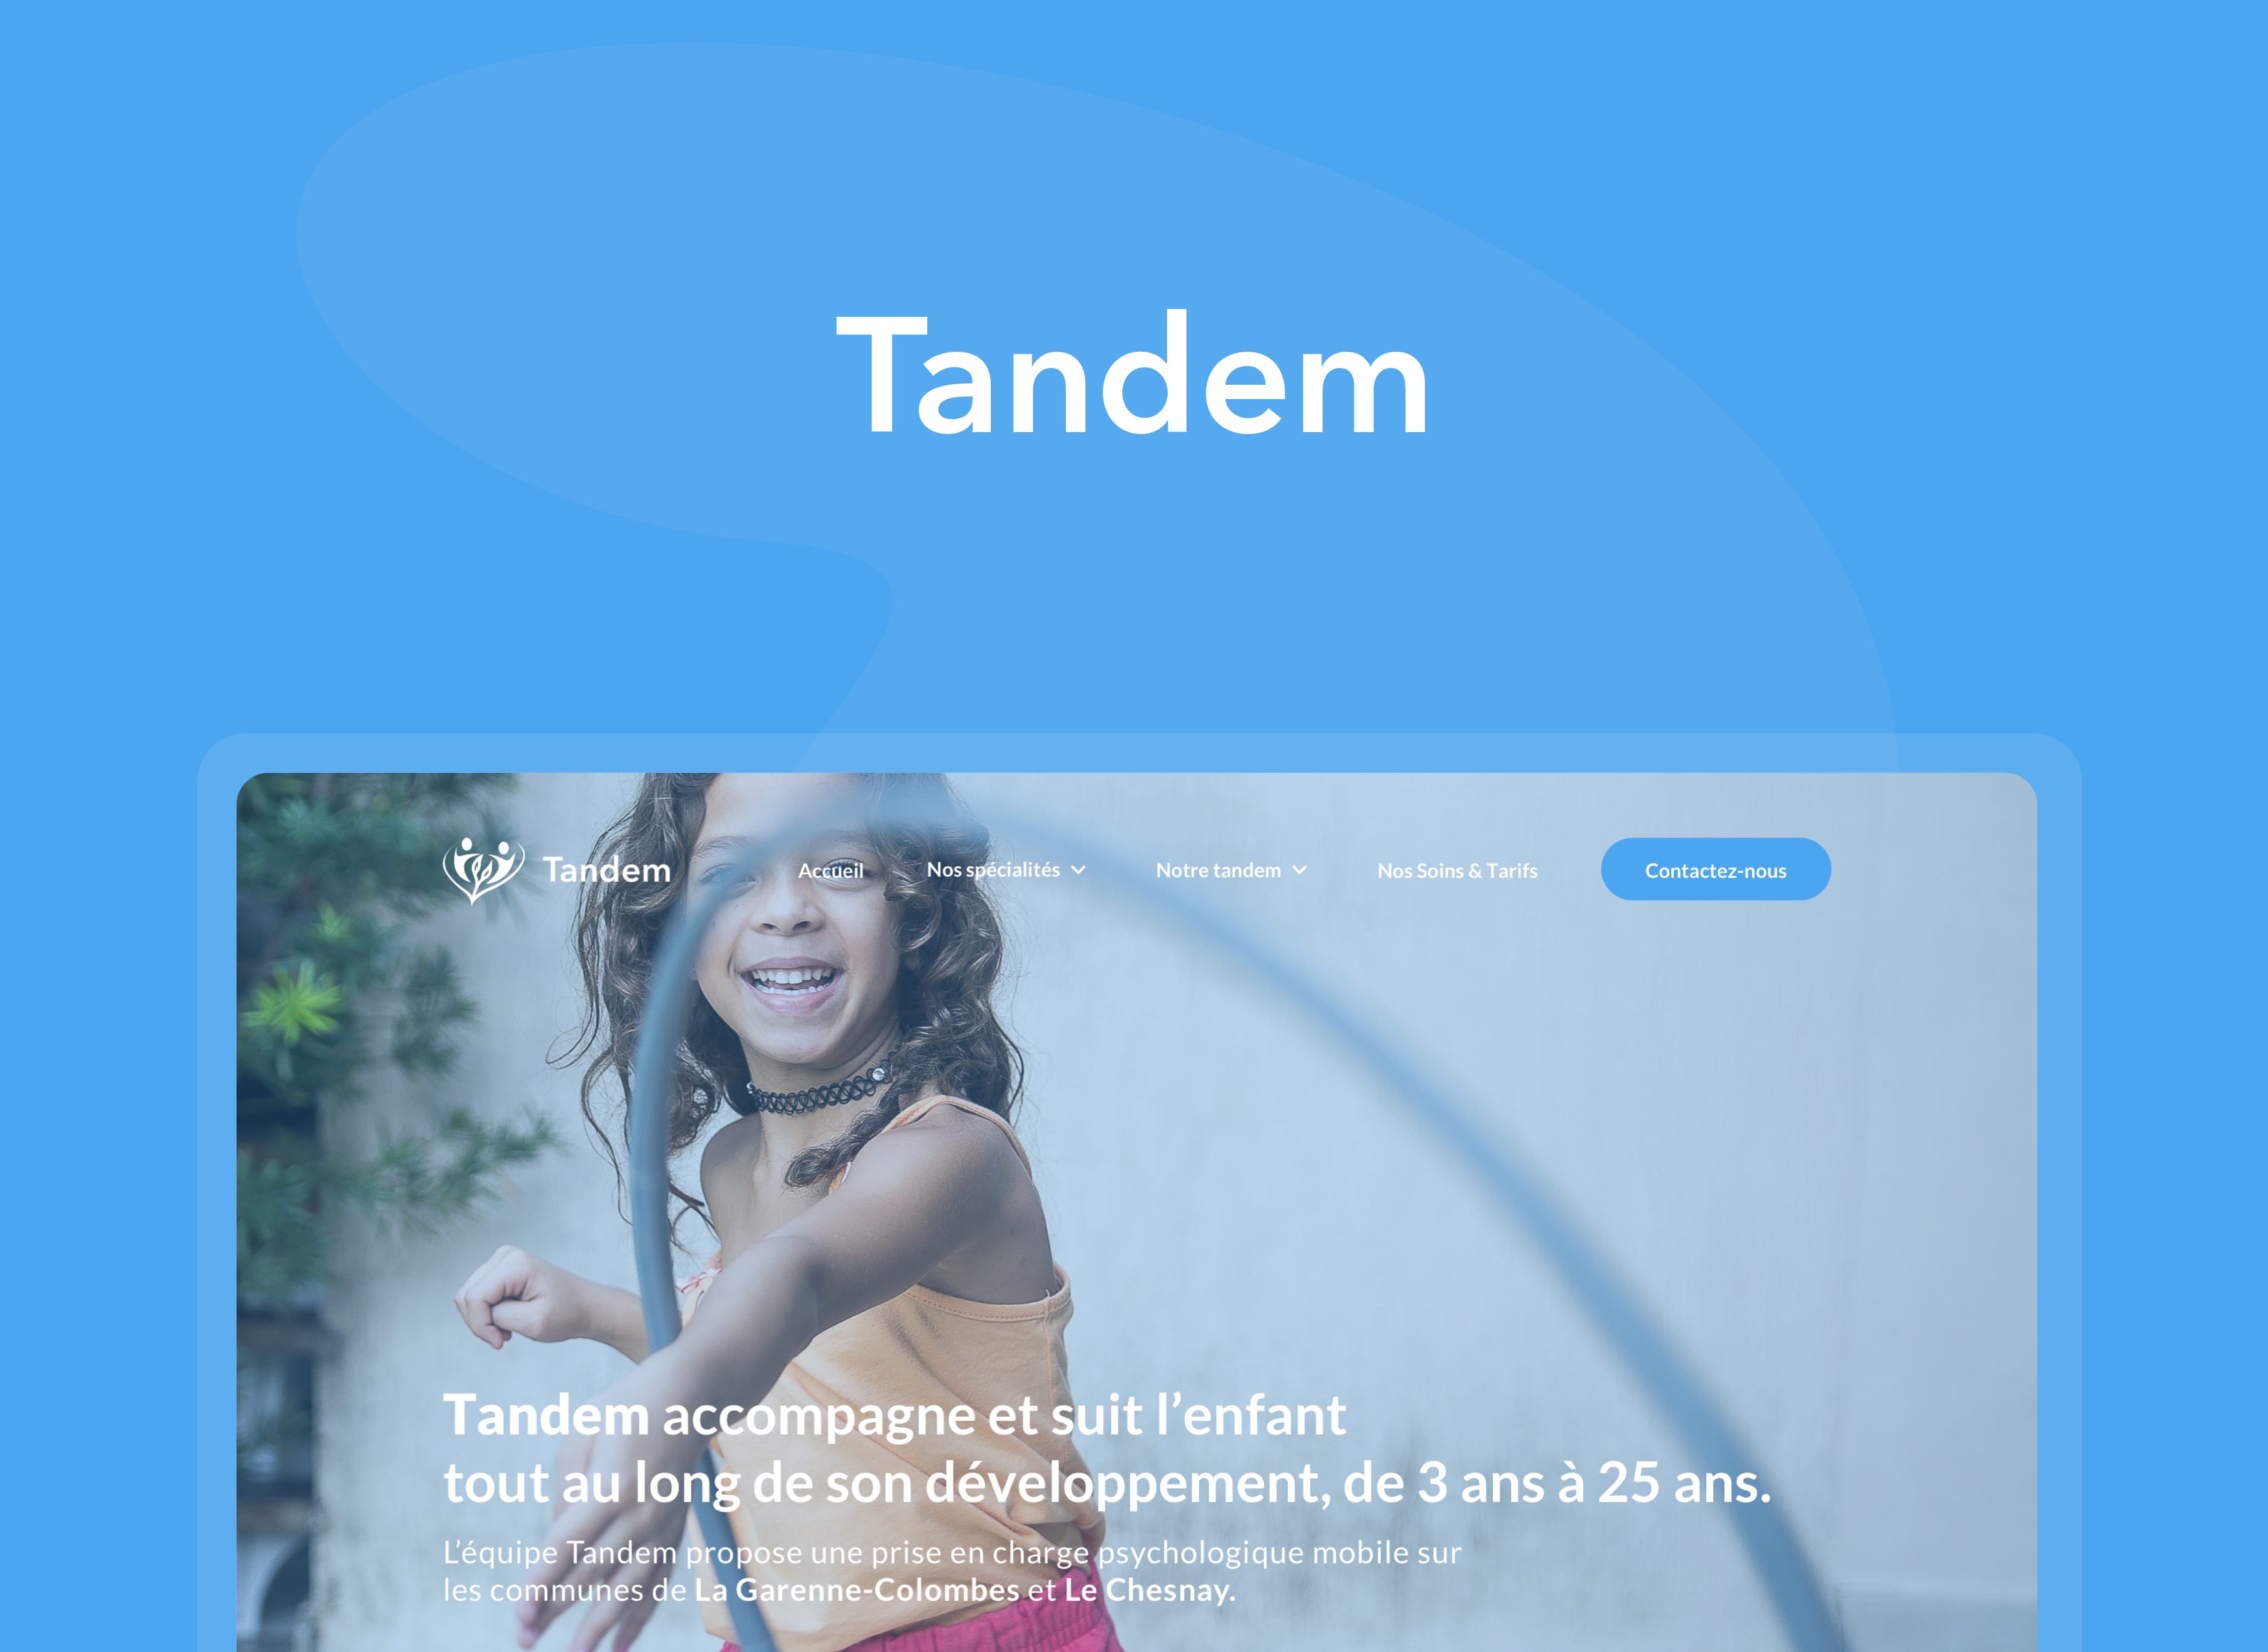 Tandem
Tandem
Accueil
Nos spécialités
Notre tandem
Nos Soins & Tarifs
Contactez-nous
Tandem accompagne et suit l’enfant
tout au long de son développement, de 3 ans à 25 ans.
L’équipe Tandem propose une prise en charge psychologique mobile sur
les communes de La Garenne-Colombes et Le Chesnay.